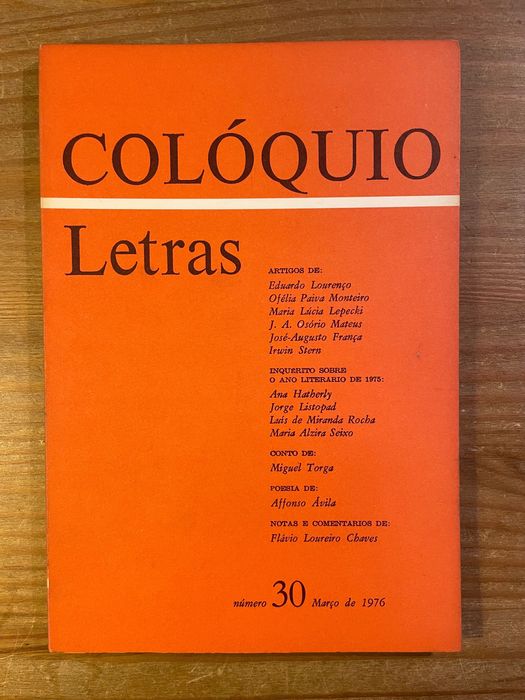 COLÓQUIO
Letras
ARTIGOS DE:
Eduardo Lourenço
Ofélia Paiva Monteiro
Maria Lúcia Lepecki
J. A. Osório Mateus
José-Augusto França
Irwin Stern
INQUÉRITO SOBRE
O ANO LITERARIO DE 1975:
Ana Hatherly
Jorge Listopad
Luís de Miranda Rocha
Maria Alzira Seixo
CONTO DE:
Miguel Torga
POESIA DE:
Affonso Ávila
NOTAS E COMENTARIOS DE:
Flávio Loureiro Chaves
número 30 Março de 1976